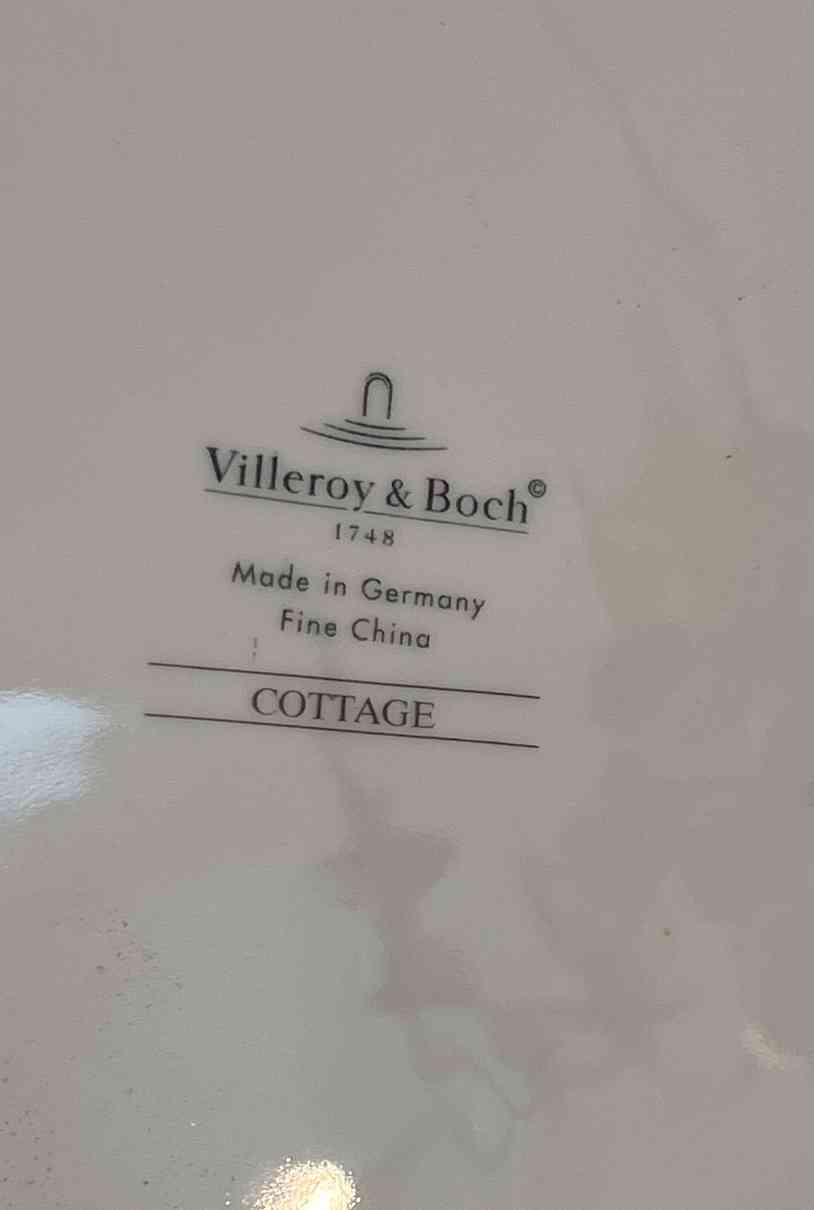 Villeroy & Boch©
1748
Made in Germany
Fine China
COTTAGE